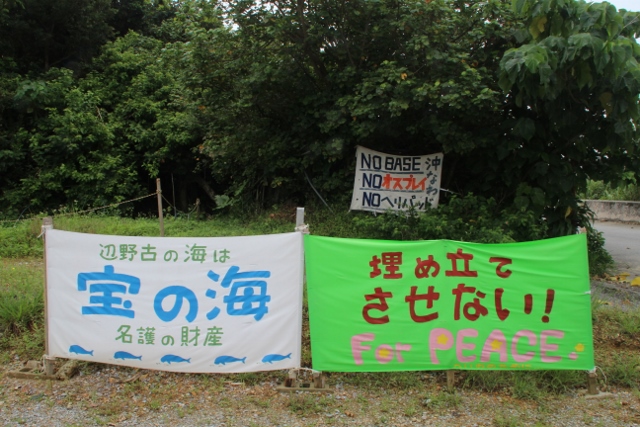 NO BASE
NO オスプレイ
NO ヘリパッド
辺野古の海は
宝の海
名護の財産
埋め立て
させない!
For PEACE